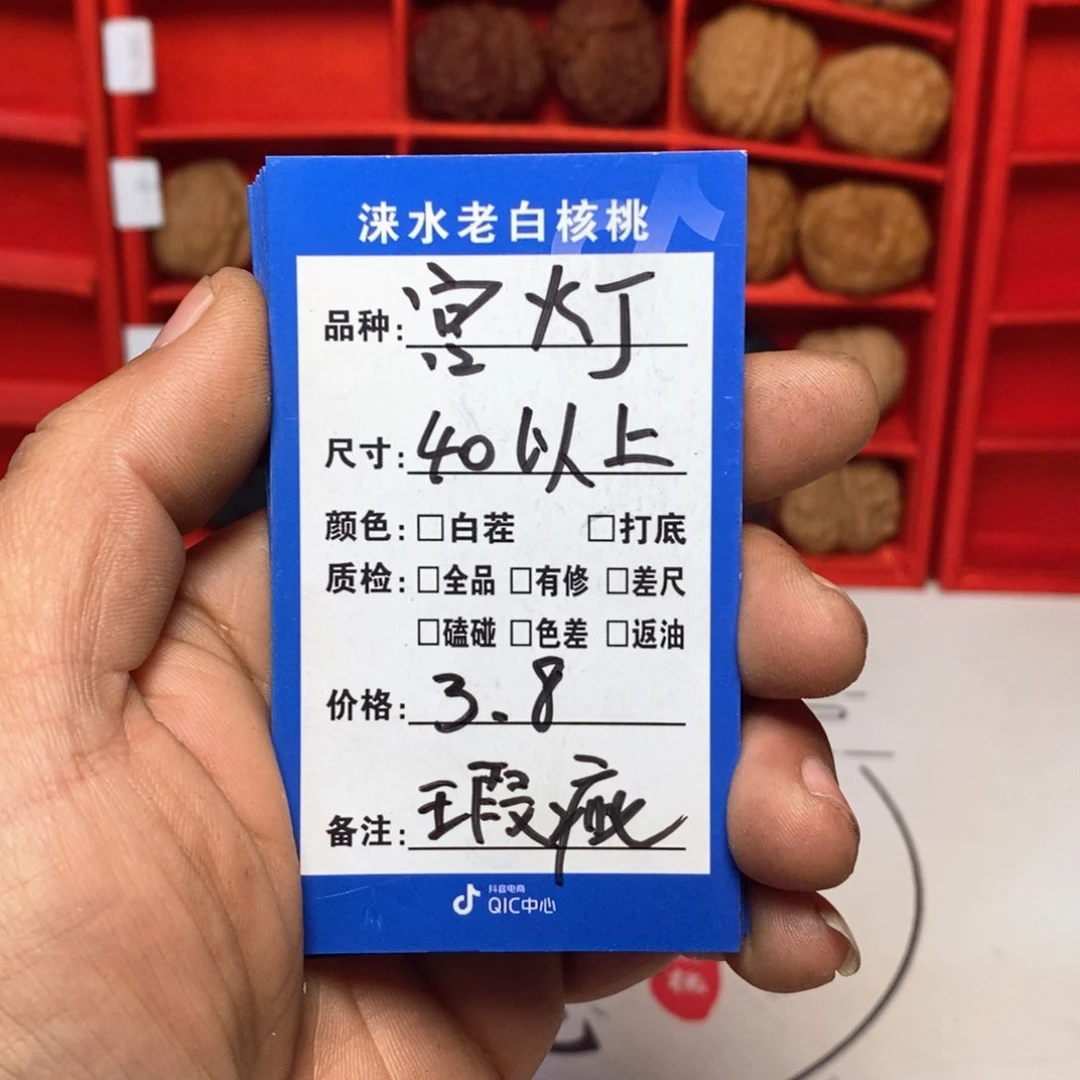 涞水老白核桃
品种：宫灯
尺寸：40以上
颜色：□白茬 □打底
质检：□全品 □有修 □差尺
□磕碰 □色差 □返油
价格：3.8
备注：瑕疵
抖音电商
QIC中心